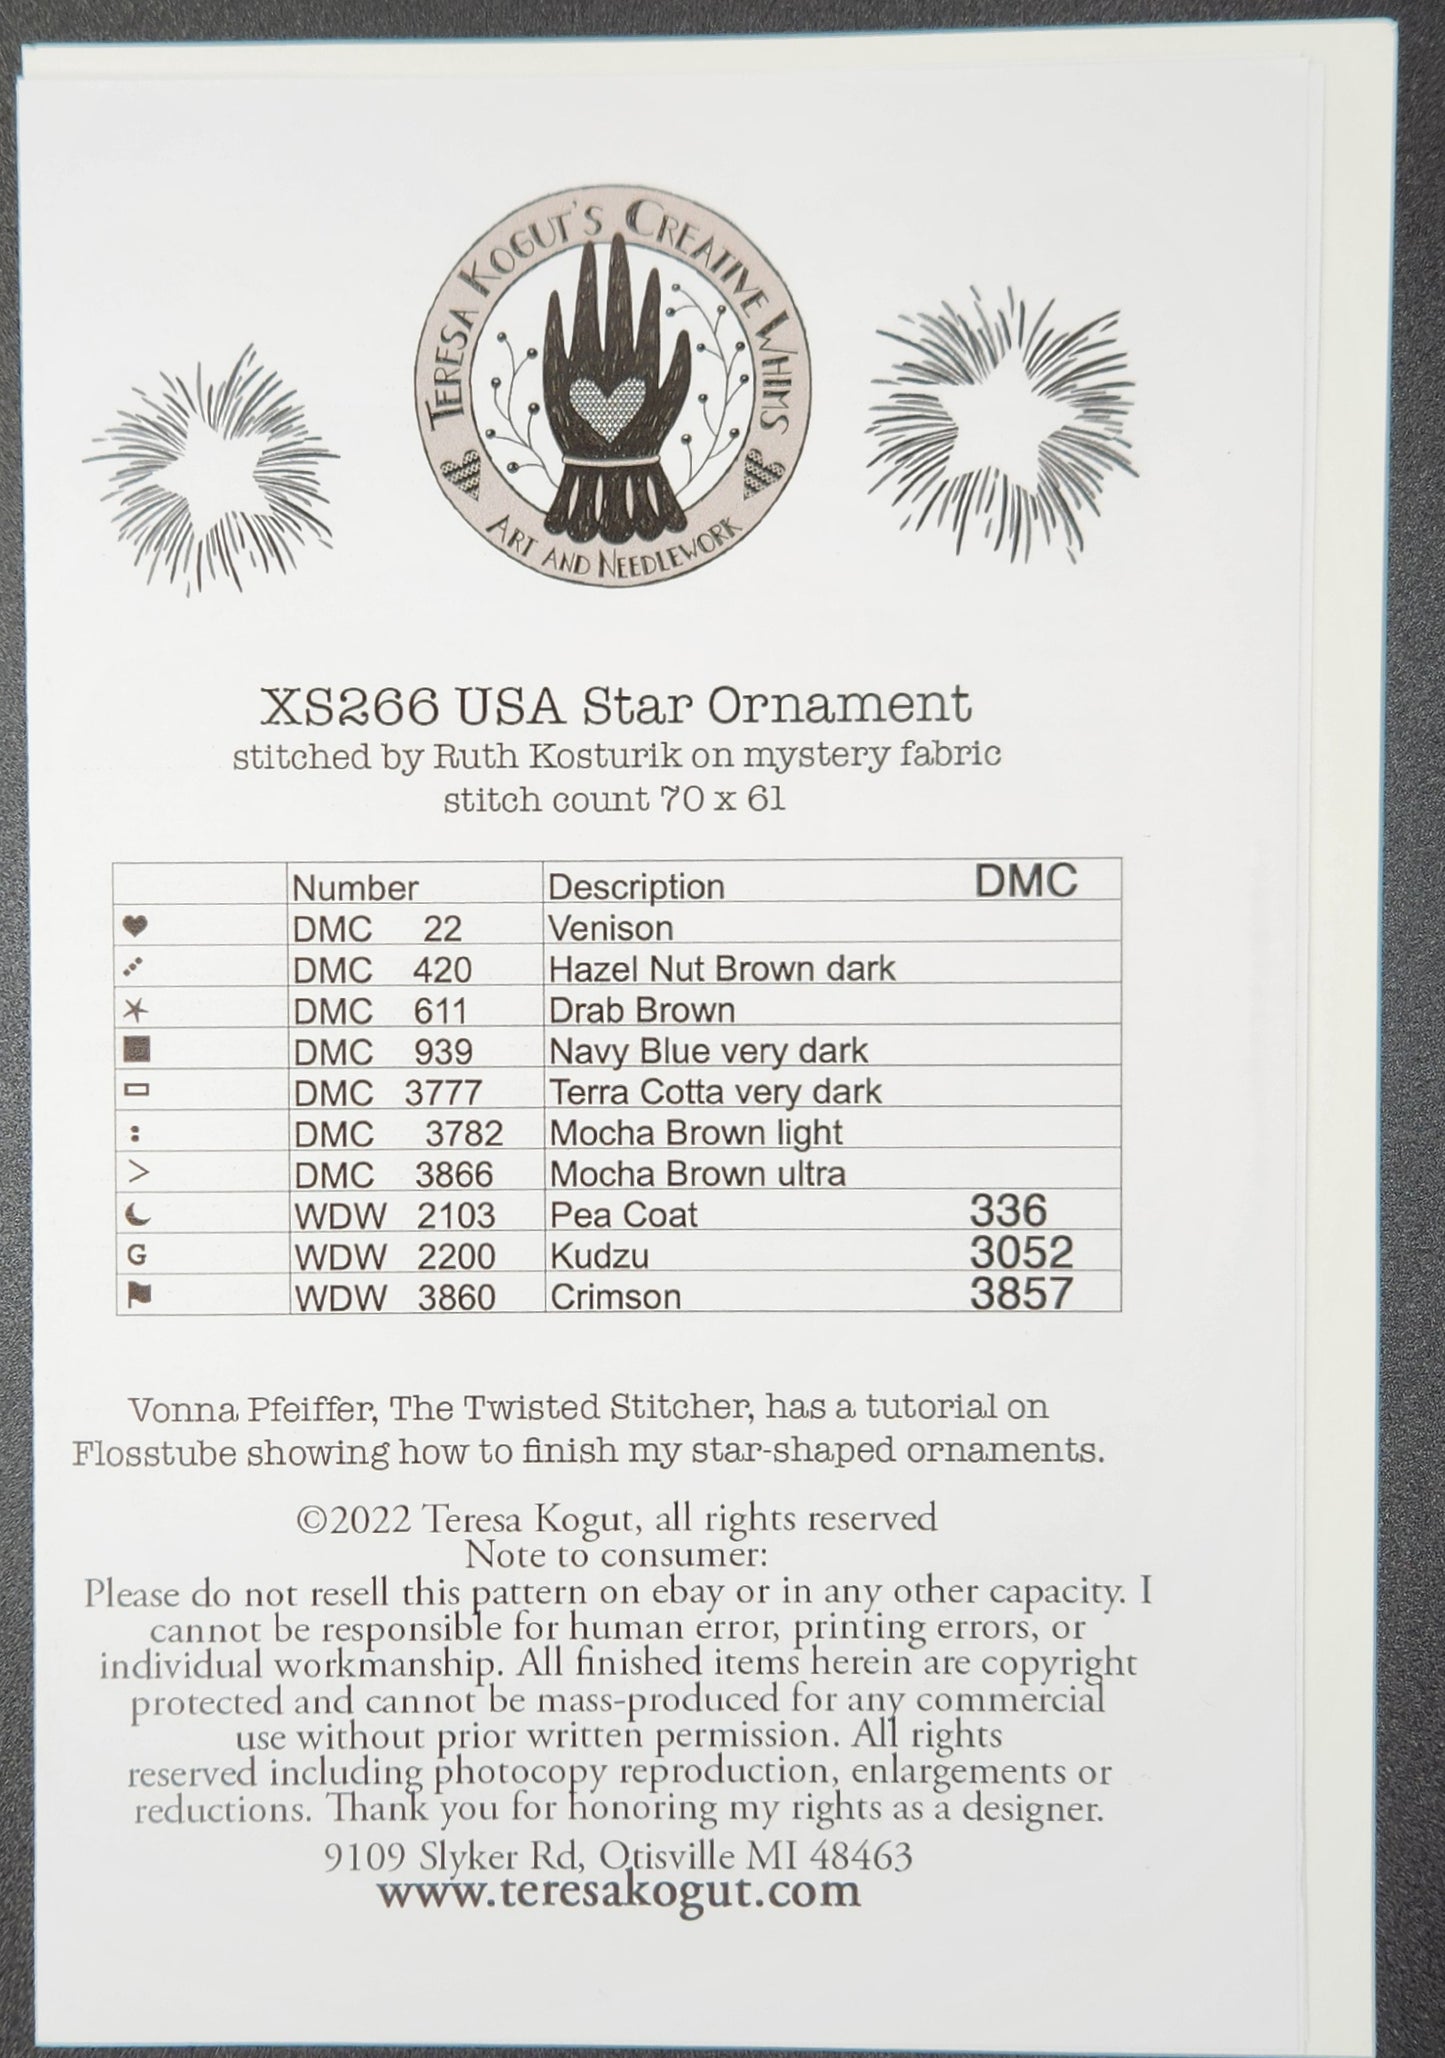 TERESA KOGUT'S CREATIVE WHIMS
ART AND NEEDLEWORK
XS266 USA Star Ornament
stitched by Ruth Kosturik on mystery fabric
stitch count 70 x 61
Number Description DMC
♥ DMC 22 Venison
⋰ DMC 420 Hazel Nut Brown dark
★ DMC 611 Drab Brown
■ DMC 939 Navy Blue very dark
▭ DMC 3777 Terra Cotta very dark
: DMC 3782 Mocha Brown light
> DMC 3866 Mocha Brown ultra
☾ WDW 2103 Pea Coat 336
G WDW 2200 Kudzu 3052
⚑ WDW 3860 Crimson 3857
Vonna Pfeiffer, The Twisted Stitcher, has a tutorial on
Flosstube showing how to finish my star-shaped ornaments.
©2022 Teresa Kogut, all rights reserved
Note to consumer:
Please do not resell this pattern on ebay or in any other capacity. I
cannot be responsible for human error, printing errors, or
individual workmanship. All finished items herein are copyright
protected and cannot be mass-produced for any commercial
use without prior written permission. All rights
reserved including photocopy reproduction, enlargements or
reductions. Thank you for honoring my rights as a designer.
9109 Slyker Rd, Otisville MI 48463
www.teresakogut.com